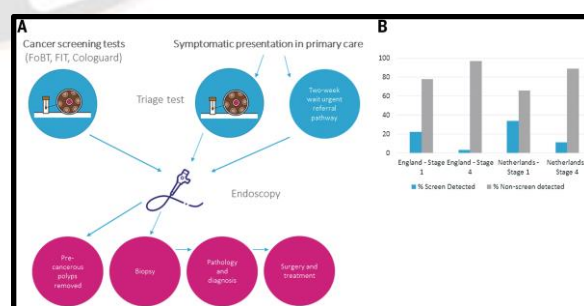 A
Cancer screening tests
(FoBT, FIT, Cologuard)
Symptomatic presentation in primary care
Triage test
Two-week
wait urgent
referral
pathway
Endoscopy
Pre-
cancerous
polyps
removed
Biopsy
Pathology
and
diagnosis
Surgery and
treatment
B
100
80
60
40
20
0
England - Stage
1
England - Stage
4
Netherlands -
Stage 1
Netherlands -
Stage 4
% Screen Detected
% Non-screen detected